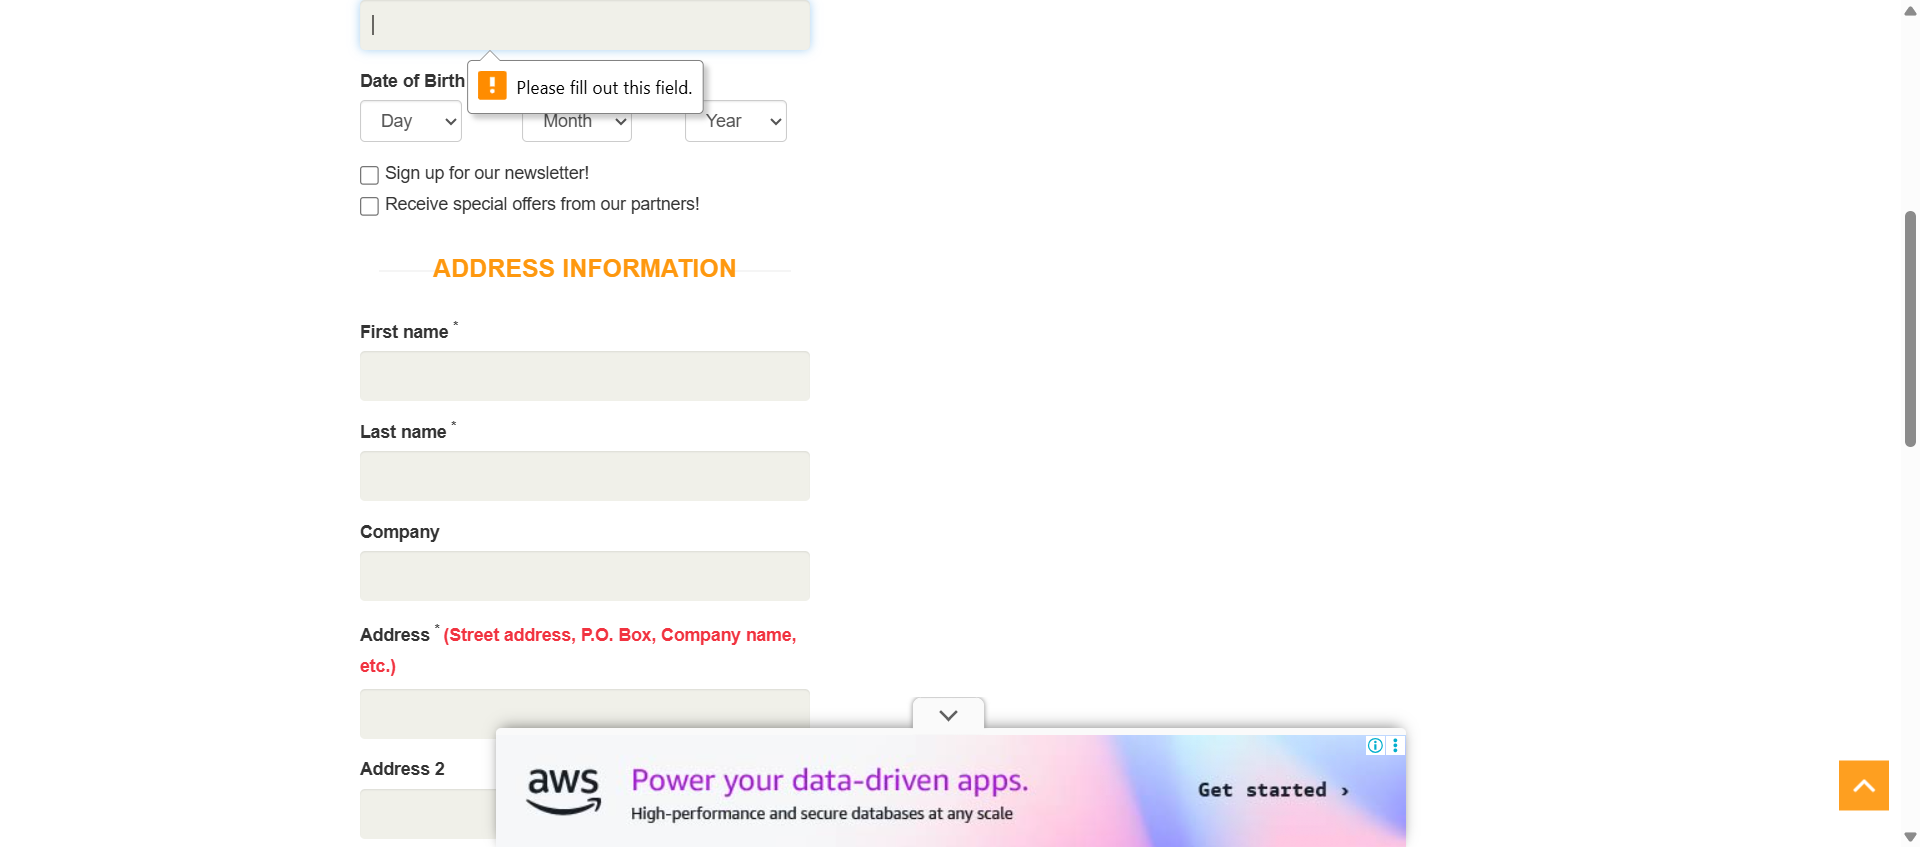 Date of Birth
Please fill out this field.
Day
Month
Year
Sign up for our newsletter!
Receive special offers from our partners!
ADDRESS INFORMATION
First name *
Last name *
Company
Address * (Street address, P.O. Box, Company name,
etc.)
Address 2
aws
Power your data-driven apps.
High-performance and secure databases at any scale
Get started ›